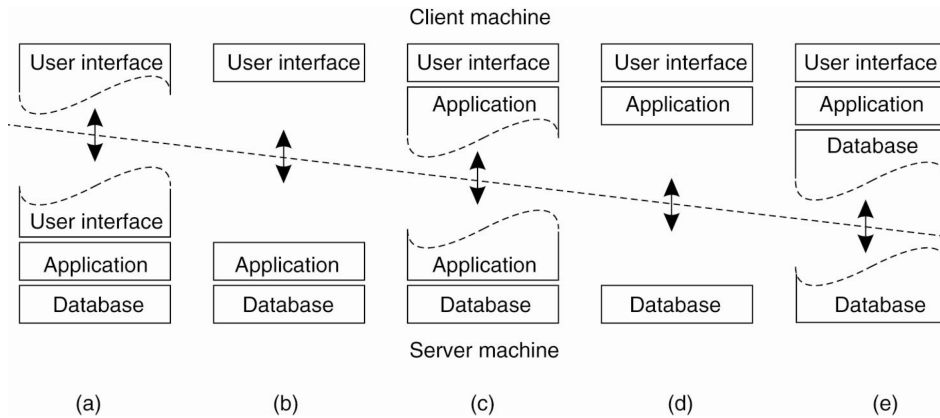 Client machine
User interface User interface User interface User interface User interface
Application Application Application
Database
User interface
Application Application Application
Database Database Database Database Database
Server machine
(a) (b) (c) (d) (e)